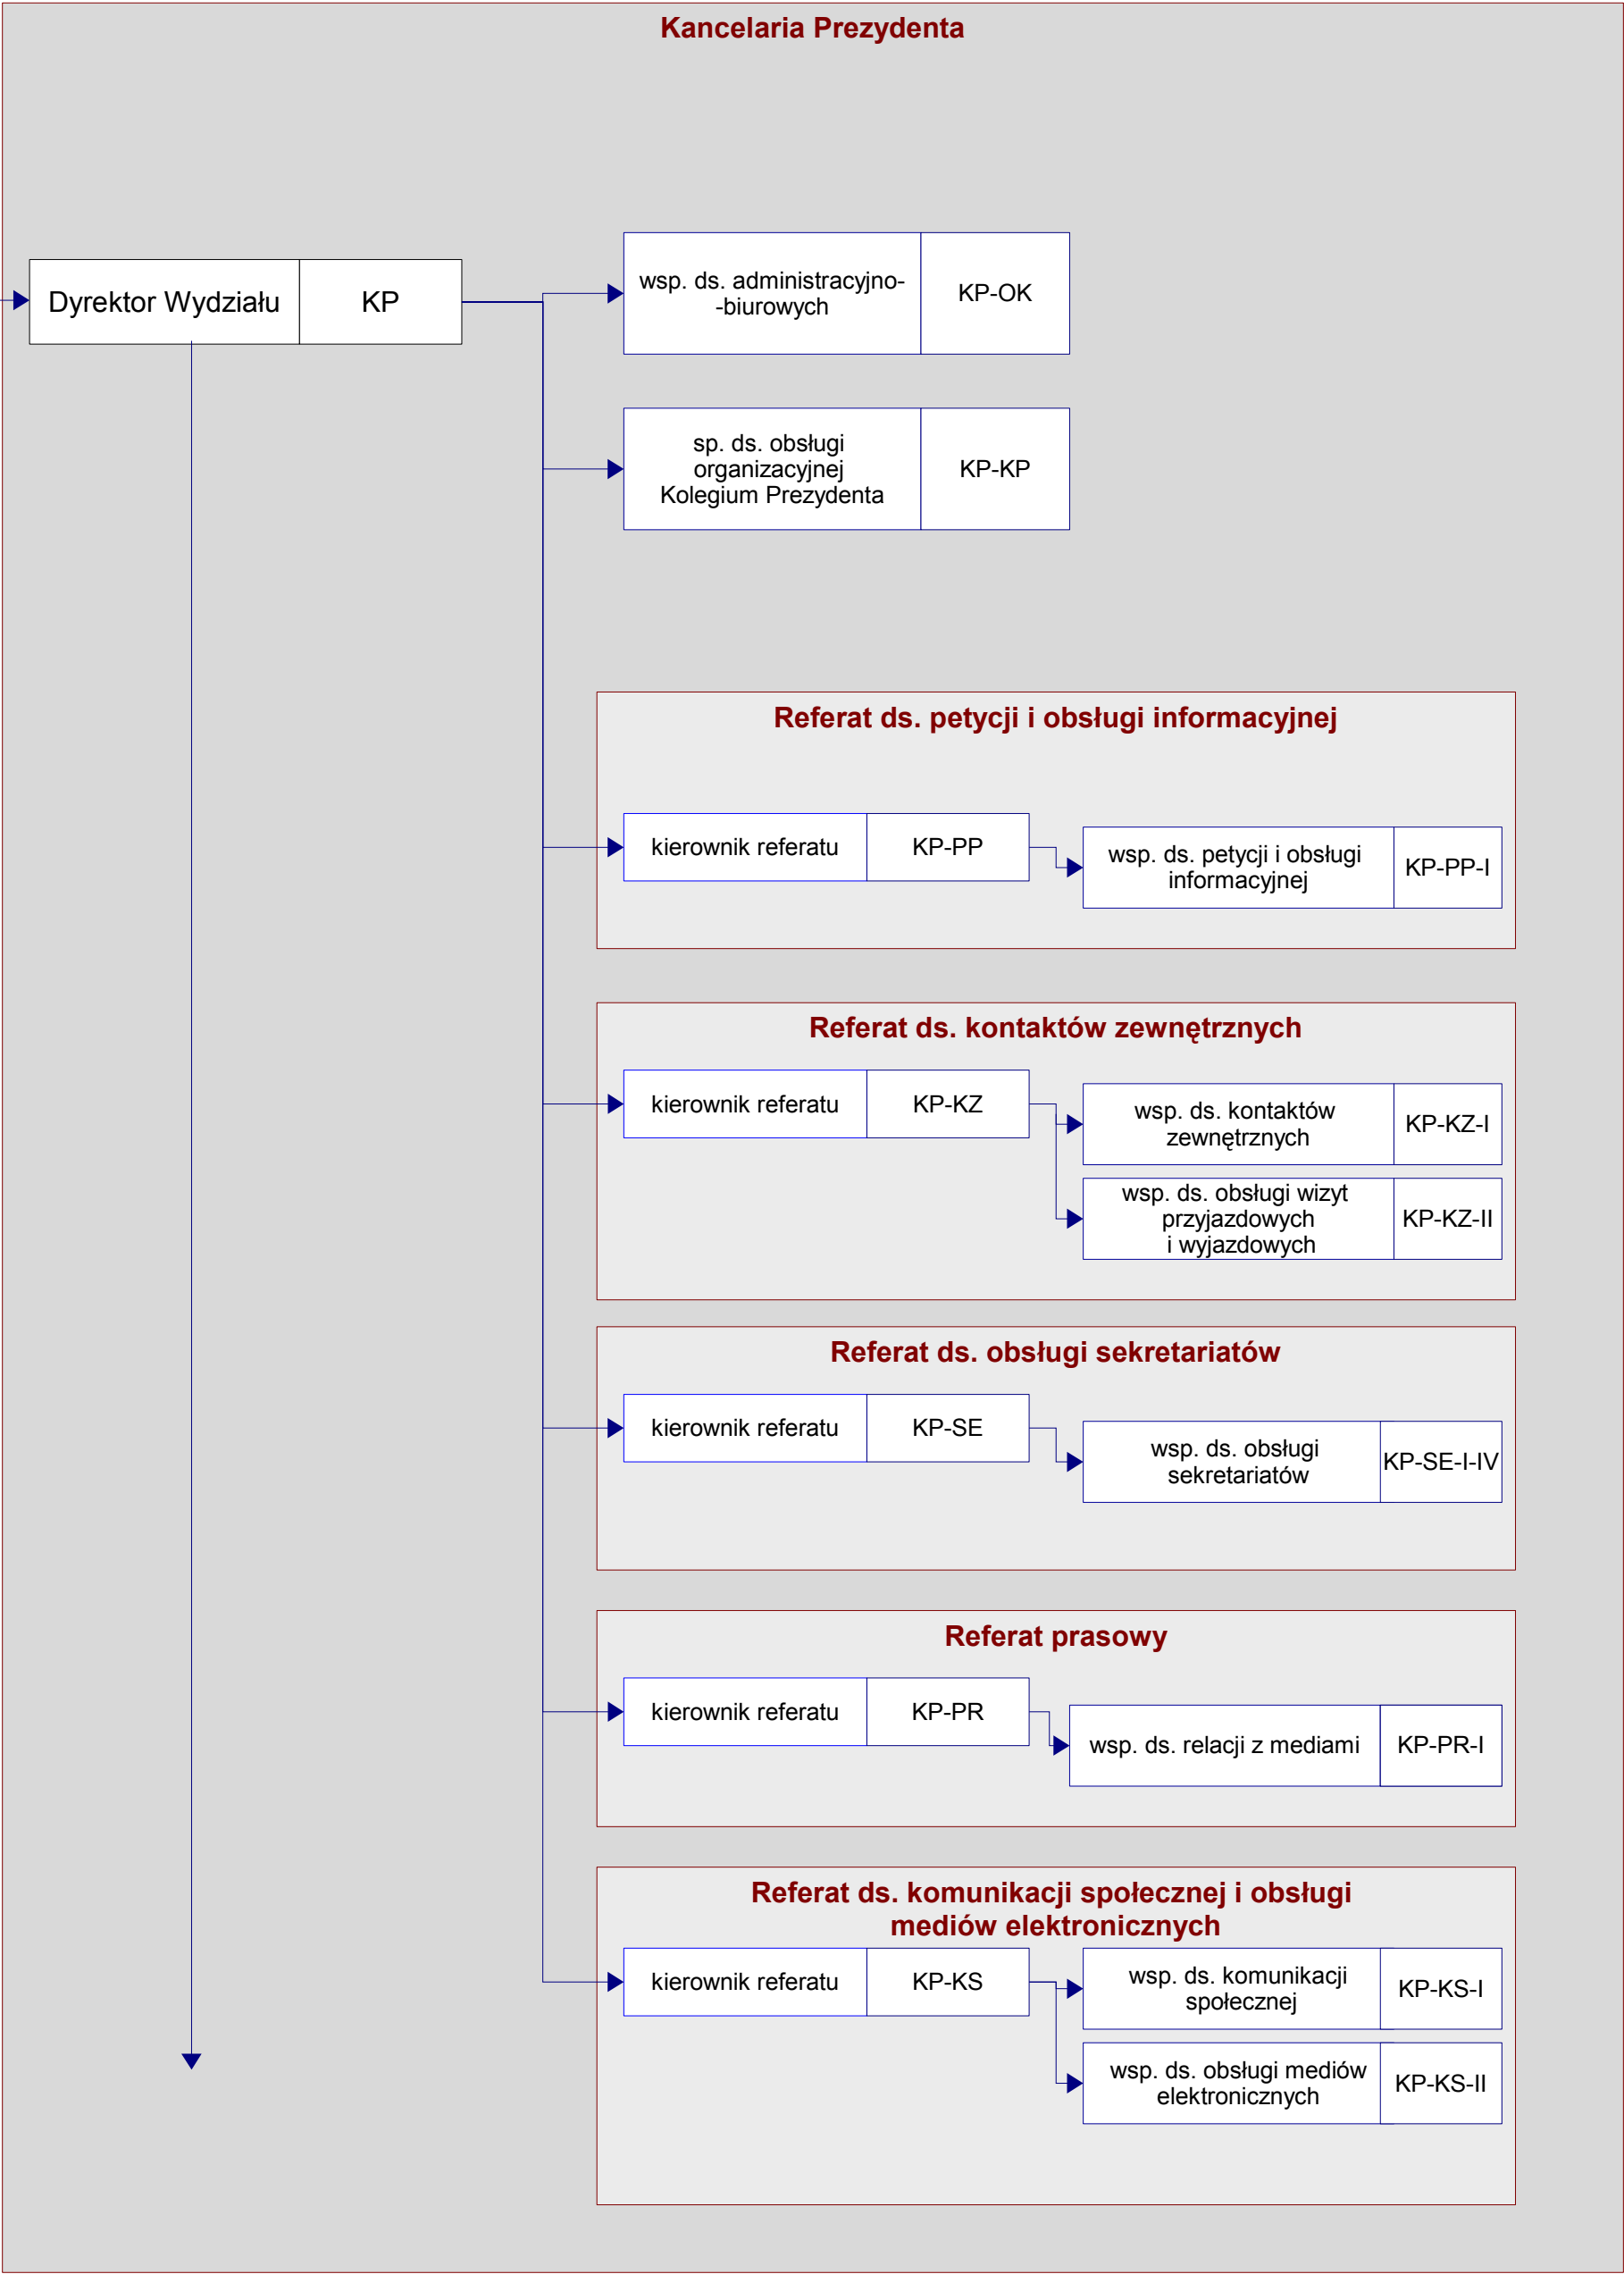 Kancelaria Prezydenta
Dyrektor Wydziału KP
wsp. ds. administracyjno-
-biurowych
KP-OK
sp. ds. obsługi
organizacyjnej
Kolegium Prezydenta
KP-KP
Referat ds. petycji i obsługi informacyjnej
kierownik referatu KP-PP
wsp. ds. petycji i obsługi
informacyjnej
KP-PP-I
Referat ds. kontaktów zewnętrznych
kierownik referatu KP-KZ
wsp. ds. kontaktów
zewnętrznych
KP-KZ-I
wsp. ds. obsługi wizyt
przyjazdowych
i wyjazdowych
KP-KZ-II
Referat ds. obsługi sekretariatów
kierownik referatu KP-SE
wsp. ds. obsługi
sekretariatów
KP-SE-I-IV
Referat prasowy
kierownik referatu KP-PR
wsp. ds. relacji z mediami KP-PR-I
Referat ds. komunikacji społecznej i obsługi
mediów elektronicznych
kierownik referatu KP-KS
wsp. ds. komunikacji
społecznej
KP-KS-I
wsp. ds. obsługi mediów
elektronicznych
KP-KS-II